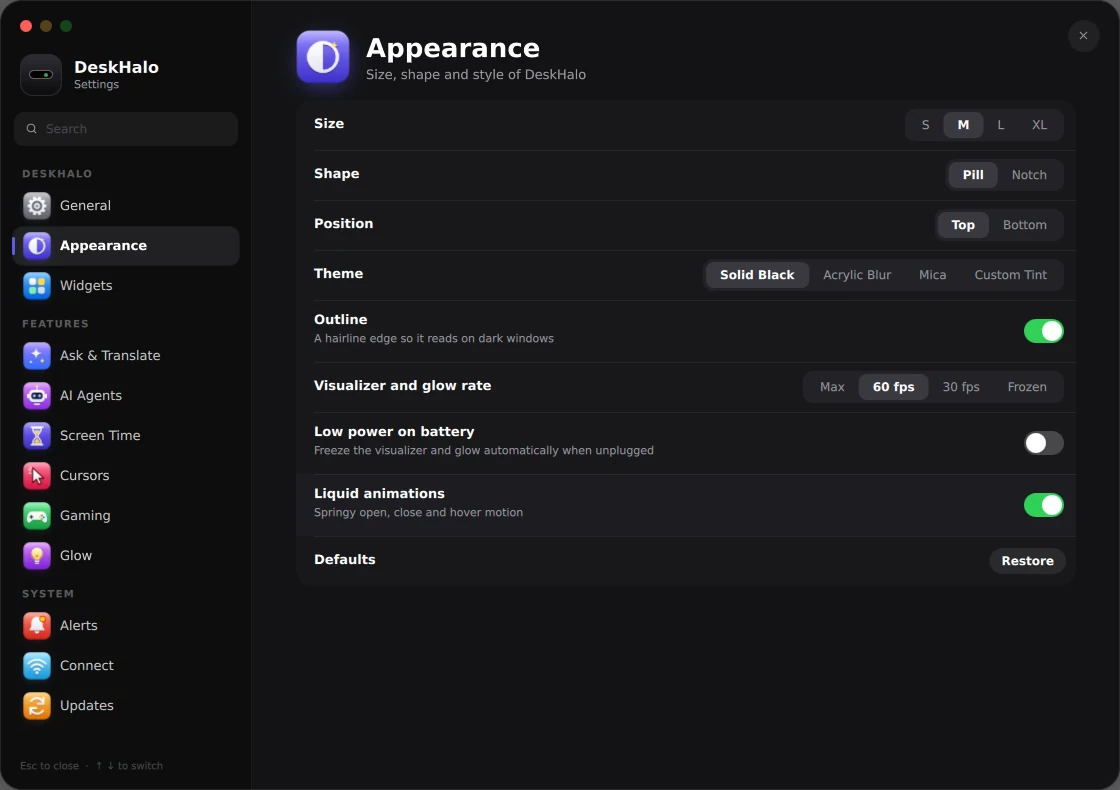 DeskHalo
Settings
Search
DESKHALO
General
Appearance
Widgets
FEATURES
Ask & Translate
AI Agents
Screen Time
Cursors
Gaming
Glow
SYSTEM
Alerts
Connect
Updates
Esc to close · ↑ ↓ to switch
Appearance
Size, shape and style of DeskHalo
Size S M L XL
Shape Pill Notch
Position Top Bottom
Theme Solid Black Acrylic Blur Mica Custom Tint
Outline
A hairline edge so it reads on dark windows
Visualizer and glow rate Max 60 fps 30 fps Frozen
Low power on battery
Freeze the visualizer and glow automatically when unplugged
Liquid animations
Springy open, close and hover motion
Defaults Restore